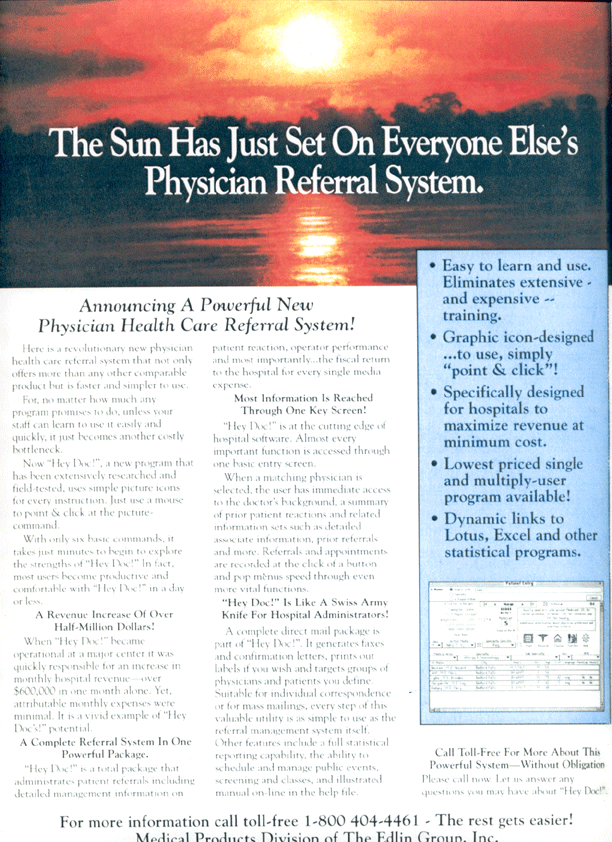 The Sun Has Just Set On Everyone Else's
Physician Referral System.
Announcing A Powerful New
Physician Health Care Referral System!
Here is a revolutionary new physician
health care referral system that not only
offers more than any other comparable
product but is faster and simpler to use.
For, no matter how much any
program promises to do, unless your
staff can learn to use it easily and
quickly, it just becomes another costly
bottleneck.
Now "Hey Doc!", a new program that
has been extensively researched and
field-tested, uses simple picture icons
for every instruction. Just use a mouse
to point & click at the picture-
command.
With only six basic commands, it
takes just minutes to begin to explore
the strengths of "Hey Doc!" In fact,
most users become productive and
comfortable with "Hey Doc!" in a day
or less.
A Revenue Increase Of Over
Half-Million Dollars!
When "Hey Doc!" became
operational at a major center it was
quickly responsible for an increase in
monthly hospital revenue—over
$600,000 in one month alone. Yet,
attributable monthly expenses were
minimal. It is a vivid example of "Hey
Doc's!" potential.
A Complete Referral System In One
Powerful Package.
"Hey Doc!" is a total package that
administrates patient referrals including
detailed management information on
patient reaction, operator performance
and most importantly...the fiscal return
to the hospital for every single media
expense.
Most Information Is Reached
Through One Key Screen!
"Hey Doc!" is at the cutting edge of
hospital software. Almost every
important function is accessed through
one basic entry screen.
When a matching physician is
selected, the user has immediate access
to the doctor's background, a summary
of prior patient reactions and related
information sets such as detailed
associate information, prior referrals
and more. Referrals and appointments
are recorded at the click of a button
and pop menus speed through even
more vital functions.
"Hey Doc!" Is Like A Swiss Army
Knife For Hospital Administrators!
A complete direct mail package is
part of "Hey Doc!". It generates faxes
and confirmation letters, prints out
labels if you wish and targets groups of
physicians and patients you define.
Suitable for individual correspondence
or for mass mailings, every step of this
valuable utility is as simple to use as the
referral management system itself.
Other features include a full statistical
reporting capability, the ability to
schedule and manage public events,
screening and classes, and illustrated
manual on-line in the help file.
• Easy to learn and use.
Eliminates extensive -
and expensive --
training.
• Graphic icon-designed
...to use, simply
"point & click"!
• Specifically designed
for hospitals to
maximize revenue at
minimum cost.
• Lowest priced single
and multiply-user
program available!
• Dynamic links to
Lotus, Excel and other
statistical programs.
Call Toll-Free For More About This
Powerful System—Without Obligation
Please call now. Let us answer any
questions you may have about "Hey Doc!".
For more information call toll-free 1-800 404-4461 - The rest gets easier!
Medical Products Division of The Edlin Group, Inc.